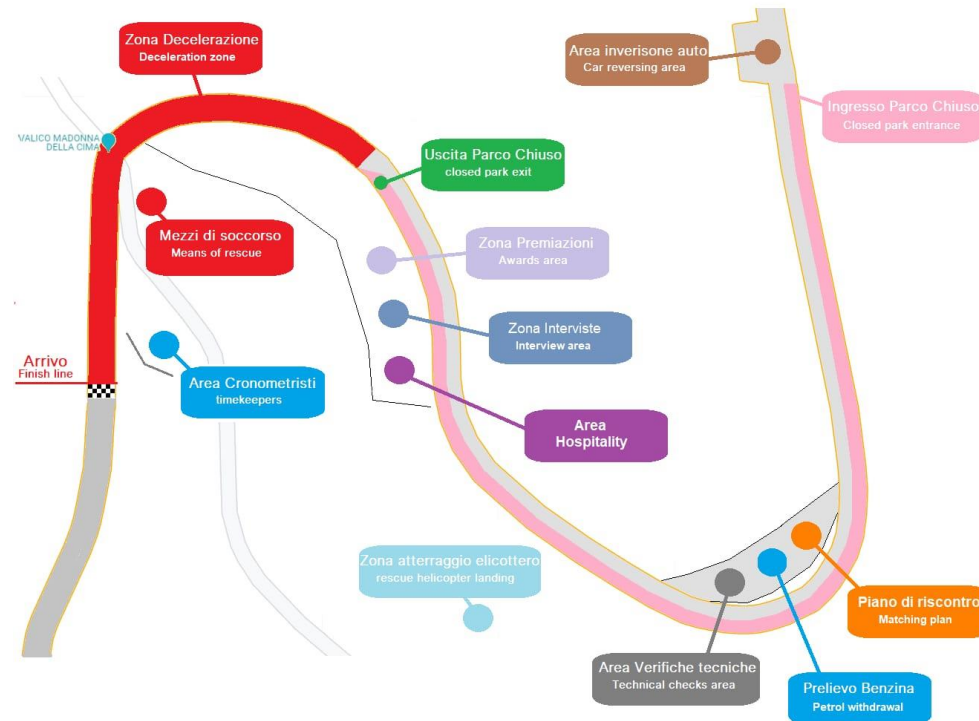 Zona Decelerazione
Deceleration zone
Area inverisone auto
Car reversing area
Ingresso Parco Chiuso
Closed park entrance
VALICO MADONNA
DELLA CIMA
Uscita Parco Chiuso
closed park exit
Mezzi di soccorso
Means of rescue
Zona Premiazioni
Awards area
Zona Interviste
Interview area
Arrivo
Finish line
Area Cronometristi
timekeepers
Area
Hospitality
Zona atterraggio elicottero
rescue helicopter landing
Piano di riscontro
Matching plan
Area Verifiche tecniche
Technical checks area
Prelievo Benzina
Petrol withdrawal